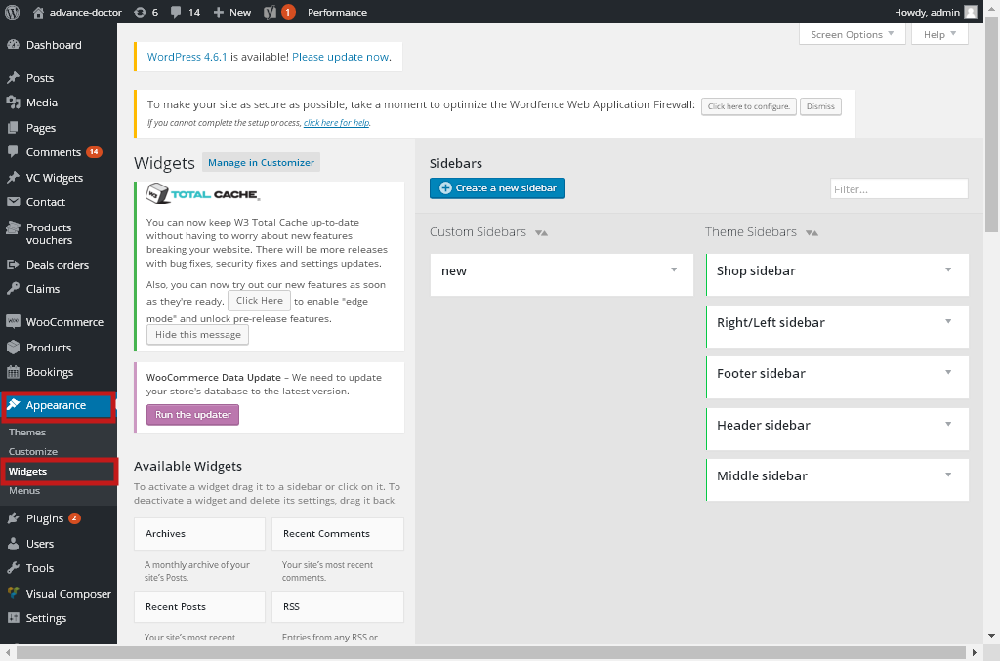 advance-doctor 6 14 New 1 Performance Howdy, admin
Screen Options Help
Dashboard
Posts
Media
Pages
Comments 14
VC Widgets
Contact
Products
vouchers
Deals orders
Claims
WooCommerce
Products
Bookings
Appearance
Themes
Customize
Widgets
Menus
Plugins 2
Users
Tools
Visual Composer
Settings
WordPress 4.6.1 is available! Please update now.
To make your site as secure as possible, take a moment to optimize the Wordfence Web Application Firewall: Click here to configure. Dismiss
If you cannot complete the setup process, click here for help.
Widgets Manage in Customizer
W3 TOTAL CACHE
You can now keep W3 Total Cache up-to-date
without having to worry about new features
breaking your website. There will be more releases
with bug fixes, security fixes and settings updates.
Also, you can now try out our new features as soon
as they're ready. Click Here to enable "edge
mode" and unlock pre-release features.
Hide this message
WooCommerce Data Update – We need to update
your store's database to the latest version.
Run the updater
Available Widgets
To activate a widget drag it to a sidebar or click on it. To
deactivate a widget and delete its settings, drag it back.
Archives
A monthly archive of your
site's Posts.
Recent Comments
Your site's most recent
comments.
Recent Posts
Your site's most recent
RSS
Entries from any RSS or
Sidebars
Create a new sidebar
Filter...
Custom Sidebars
new
Theme Sidebars
Shop sidebar
Right/Left sidebar
Footer sidebar
Header sidebar
Middle sidebar